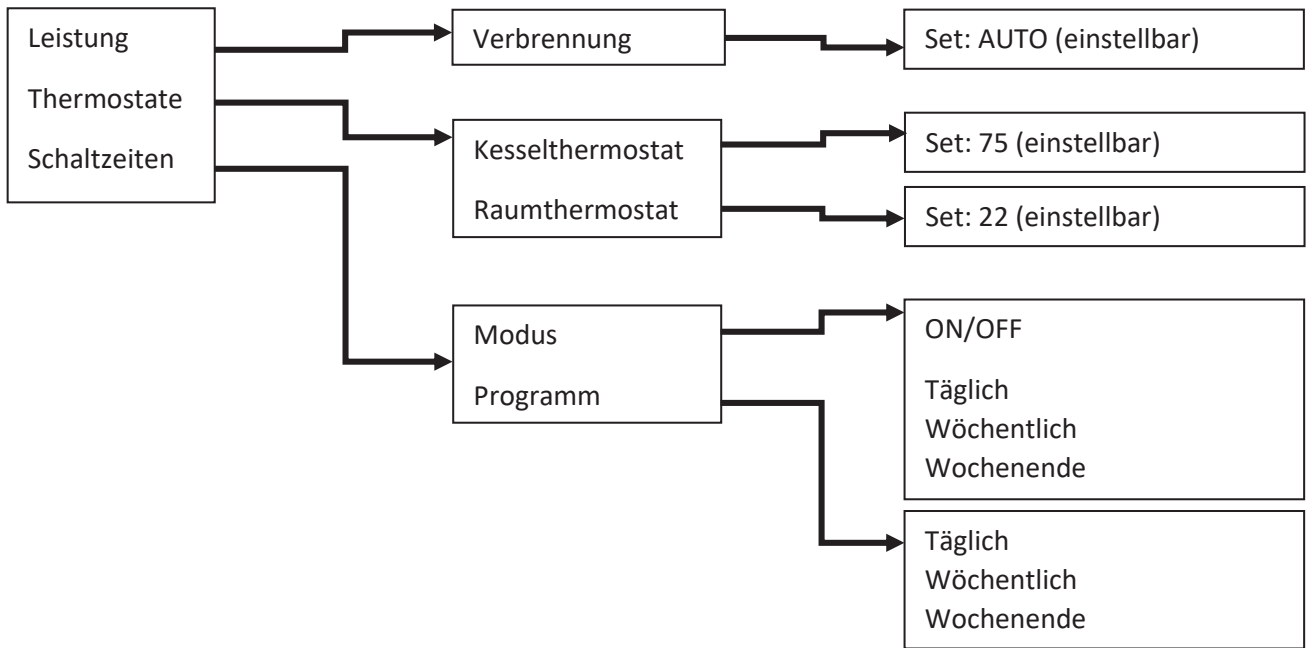 Leistung
Thermostate
Schaltzeiten
Verbrennung
Kesselthermostat
Raumthermostat
Modus
Programm
Set: AUTO (einstellbar)
Set: 75 (einstellbar)
Set: 22 (einstellbar)
ON/OFF
Täglich
Wöchentlich
Wochenende
Täglich
Wöchentlich
Wochenende